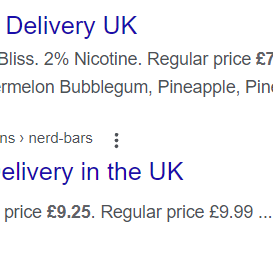 Delivery UK
Bliss. 2% Nicotine. Regular price £7
ermelon Bubblegum, Pineapple, Pine
ns › nerd-bars
elivery in the UK
price £9.25. Regular price £9.99 ...